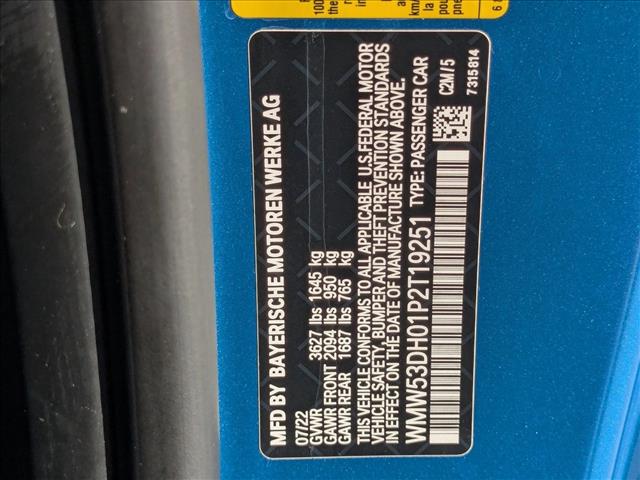 MFD BY BAYERISCHE MOTOREN WERKE AG
07/22
GVWR 3627 lbs 1645 kg
GAWR FRONT 2094 lbs 950 kg
GAWR REAR 1687 lbs 765 kg
THIS VEHICLE CONFORMS TO ALL APPLICABLE U.S.FEDERAL MOTOR
VEHICLE SAFETY, BUMPER AND THEFT PREVENTION STANDARDS
IN EFFECT ON THE DATE OF MANUFACTURE SHOWN ABOVE.
WMW53DH01P2T19251 TYPE: PASSENGER CAR
C2M/5
7315814